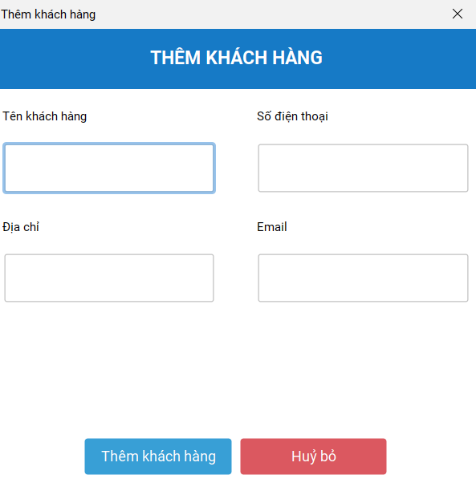 Thêm khách hàng
THÊM KHÁCH HÀNG
Tên khách hàng
Số điện thoại
Địa chỉ
Email
Thêm khách hàng
Huỷ bỏ